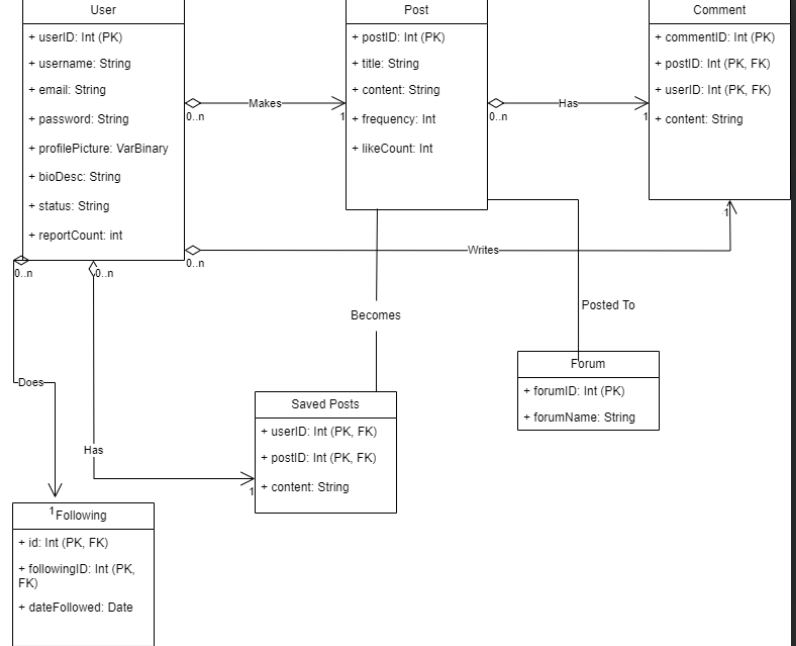 User
+ userID: Int (PK)
+ username: String
+ email: String
+ password: String
+ profilePicture: VarBinary
+ bioDesc: String
+ status: String
+ reportCount: int
Makes
0..n
1
Post
+ postID: Int (PK)
+ title: String
+ content: String
+ frequency: Int
+ likeCount: Int
Has
0..n
1
Comment
+ commentID: Int (PK)
+ postID: Int (PK, FK)
+ userID: Int (PK, FK)
+ content: String
1
Writes
0..n
0..n
0..n
Becomes
Posted To
Forum
+ forumID: Int (PK)
+ forumName: String
Does
Has
1
Saved Posts
+ userID: Int (PK, FK)
+ postID: Int (PK, FK)
+ content: String
1
Following
+ id: Int (PK, FK)
+ followingID: Int (PK,
FK)
+ dateFollowed: Date